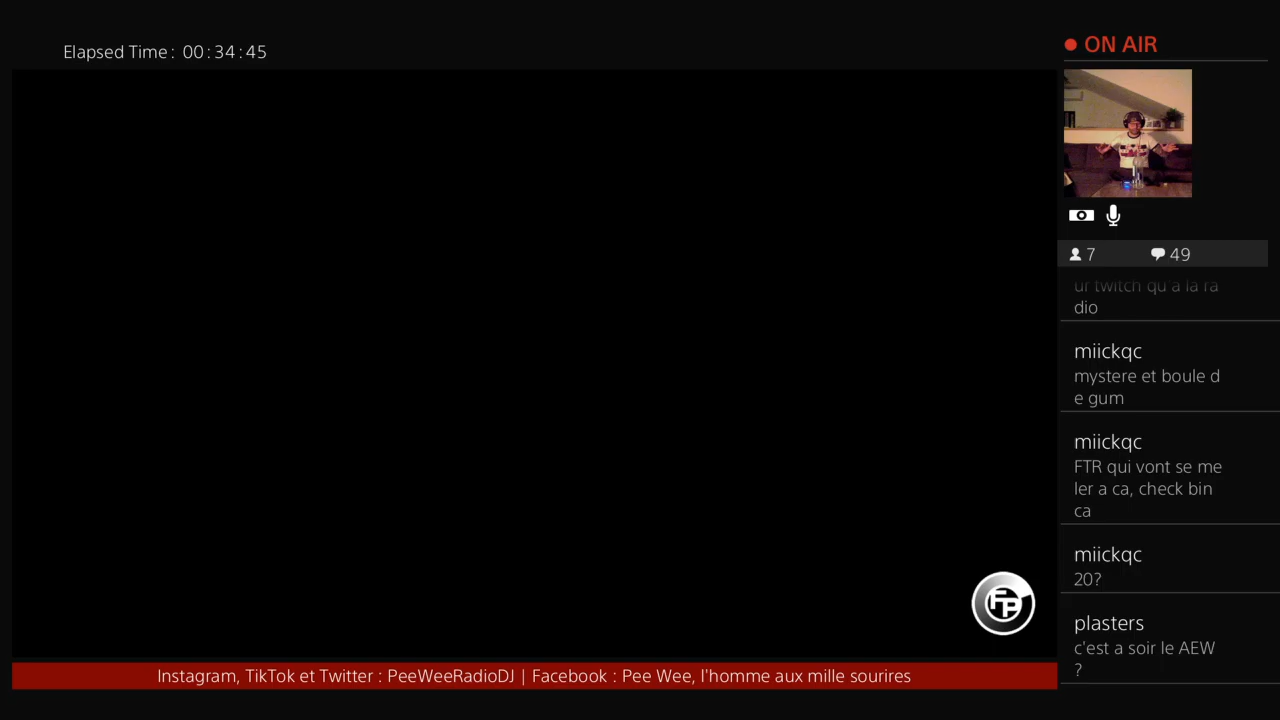 Elapsed Time: 00:34:45
ON AIR
7 49
ur twitch qu a la ra
dio
miickqc
mystere et boule d
e gum
miickqc
FTR qui vont se me
ler a ca, check bin
ca
miickqc
20?
plasters
c'est a soir le AEW
?
FP
Instagram, TikTok et Twitter : PeeWeeRadioDJ | Facebook : Pee Wee, l'homme aux mille sourires